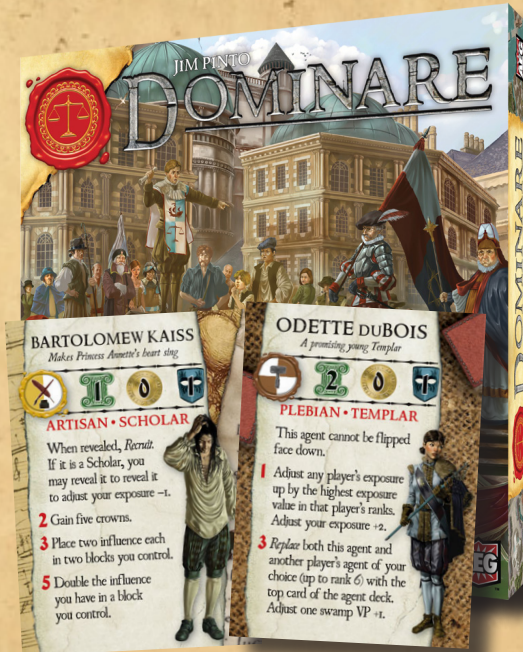 JIM PINTO
DOMINARE
DOMINARE
BARTOLOMEW KAISS
Makes Princess Annette's heart sing
1 0 1
ARTISAN • SCHOLAR
When revealed, Recruit.
If it is a Scholar, you
may reveal it to reveal it
to adjust your exposure -1.
2 Gain five crowns.
3 Place two influence each
in two blocks you control.
5 Double the influence
you have in a block
you control.
ODETTE DUBOIS
A promising young Templar
2 0 1
PLEBIAN • TEMPLAR
This agent cannot be flipped
face down.
1 Adjust any player's exposure
up by the highest exposure
value in that player's ranks.
Adjust your exposure +2.
3 Replace both this agent and
another player's agent of your
choice (up to rank 6) with the
top card of the agent deck.
Adjust one swamp VP +1.